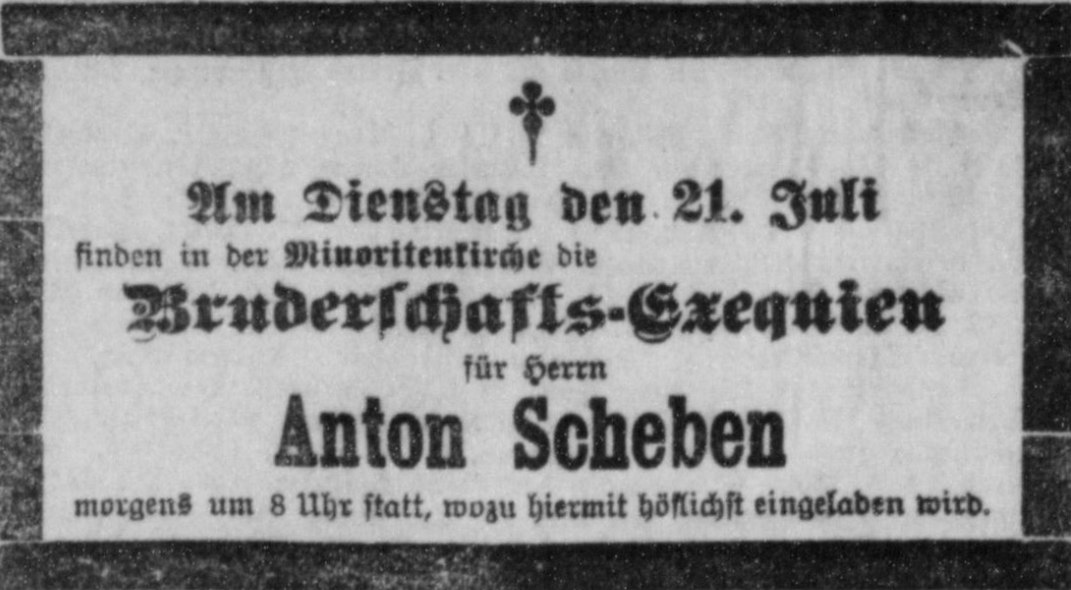 Am Dienstag den 21. Juli
finden in der Minoritenkirche die
Bruderschafts-Exequien
für Herrn
Anton Scheben
morgens um 8 Uhr statt, wozu hiermit höflichst eingeladen wird.